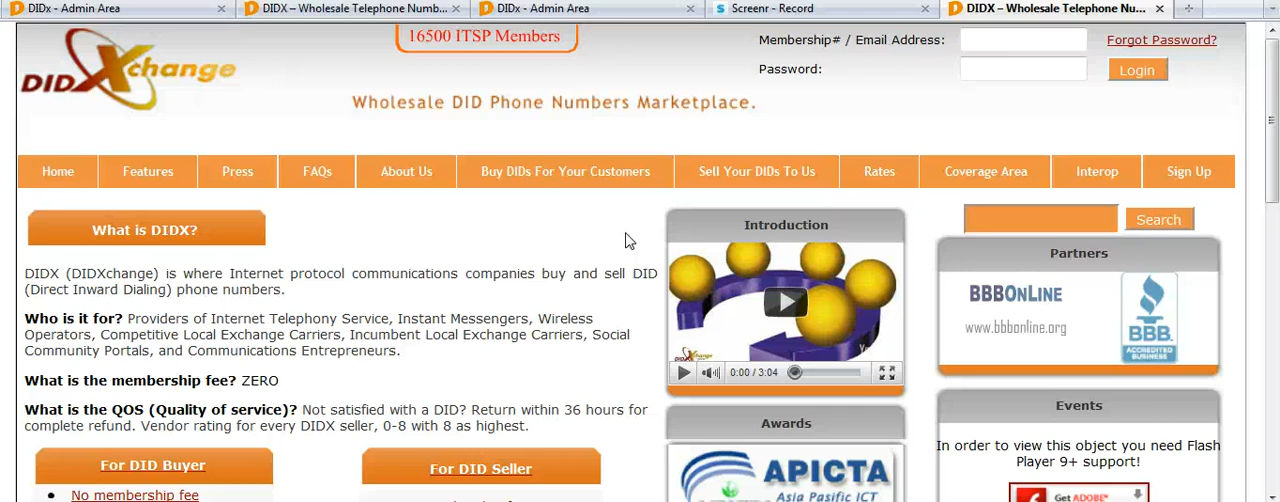 DIDx - Admin Area
DIDX – Wholesale Telephone Numb...
DIDx - Admin Area
Screenr - Record
DIDX – Wholesale Telephone Nu...
16500 ITSP Members
Membership# / Email Address:
Forgot Password?
DIDXchange
Password:
Login
Wholesale DID Phone Numbers Marketplace.
Home
Features
Press
FAQs
About Us
Buy DIDs For Your Customers
Sell Your DIDs To Us
Rates
Coverage Area
Interop
Sign Up
What is DIDX?
DIDX (DIDXchange) is where Internet protocol communications companies buy and sell DID
(Direct Inward Dialing) phone numbers.
Who is it for? Providers of Internet Telephony Service, Instant Messengers, Wireless
Operators, Competitive Local Exchange Carriers, Incumbent Local Exchange Carriers, Social
Community Portals, and Communications Entrepreneurs.
What is the membership fee? ZERO
What is the QOS (Quality of service)? Not satisfied with a DID? Return within 36 hours for
complete refund. Vendor rating for every DIDX seller, 0-8 with 8 as highest.
For DID Buyer
No membership fee
For DID Seller
Introduction
DIDXchange
0:00 / 3:04
Awards
APICTA
Asia Pasific ICT
Search
Partners
BBBOnLine
www.bbbonline.org
BBB
ACCREDITED
BUSINESS
Events
In order to view this object you need Flash
Player 9+ support!
Get ADOBE®